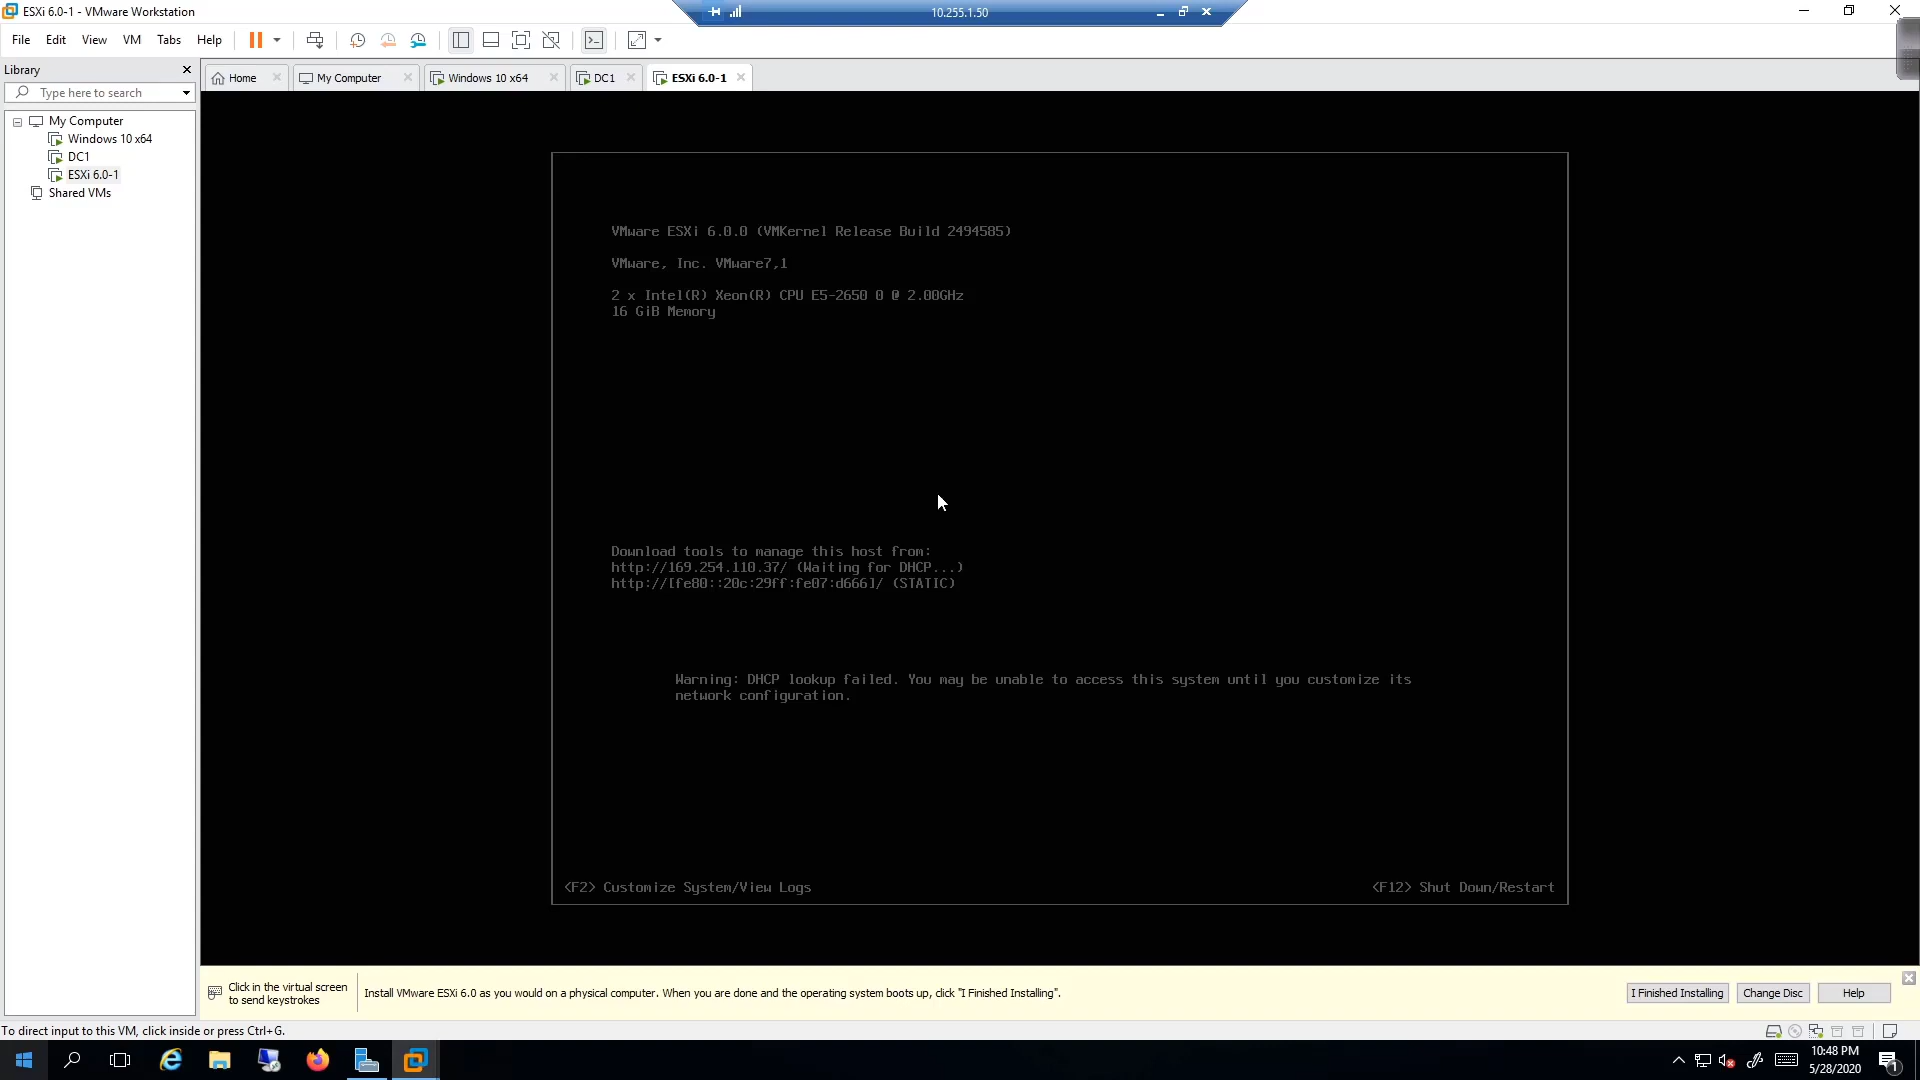 ESXi 6.0-1 - VMware Workstation
10.255.1.50
File Edit View VM Tabs Help
Library
Type here to search
My Computer
Windows 10 x64
DC1
ESXi 6.0-1
Shared VMs
Home My Computer Windows 10 x64 DC1 ESXi 6.0-1
VMware ESXi 6.0.0 (VMKernel Release Build 2494585)
VMware, Inc. VMware7,1
2 x Intel(R) Xeon(R) CPU E5-2650 0 @ 2.00GHz
16 GiB Memory
Download tools to manage this host from:
http://169.254.110.37/ (Waiting for DHCP...)
http://[fe80::20c:29ff:fe07:d666]/ (STATIC)
Warning: DHCP lookup failed. You may be unable to access this system until you customize its
network configuration.
<F2> Customize System/View Logs <F12> Shut Down/Restart
Click in the virtual screen
to send keystrokes
Install VMware ESXi 6.0 as you would on a physical computer. When you are done and the operating system boots up, click "I Finished Installing".
I Finished Installing Change Disc Help
To direct input to this VM, click inside or press Ctrl+G.
10:48 PM
5/28/2020
1